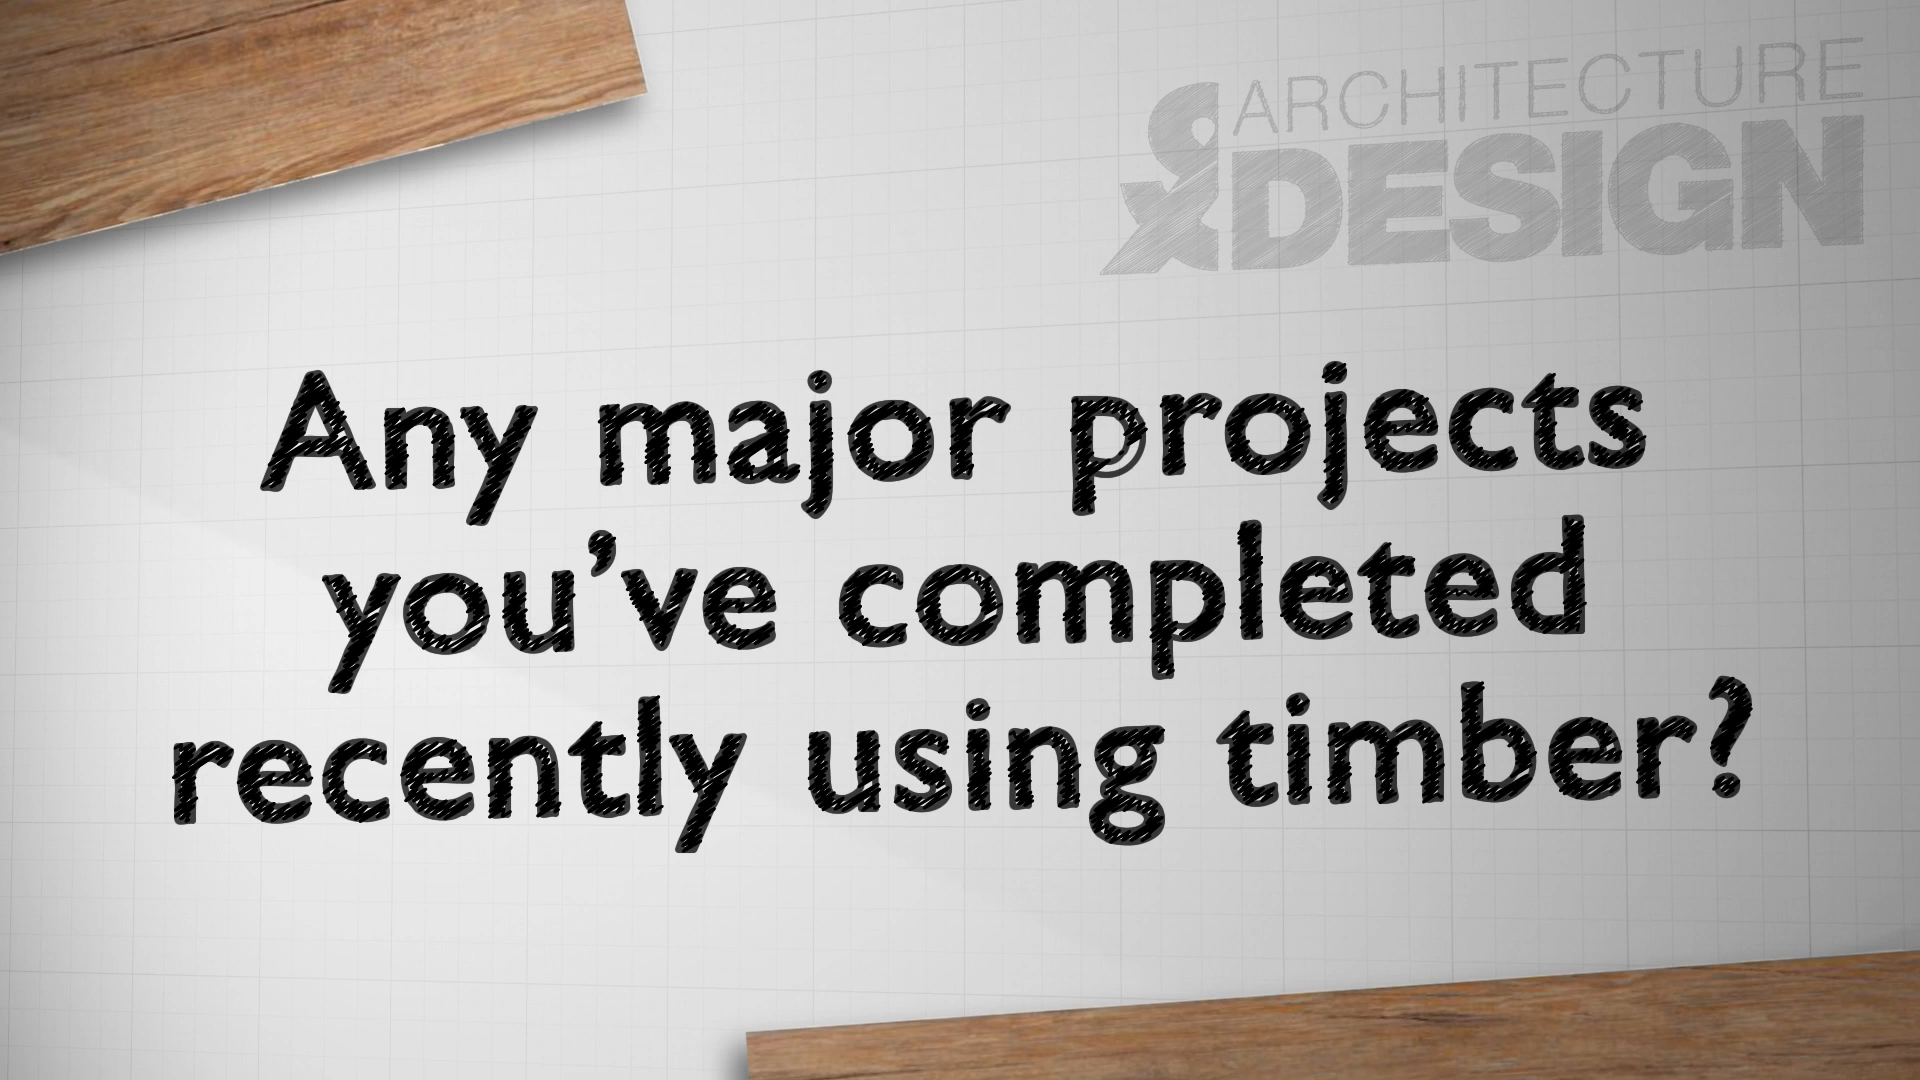 ARCHITECTURE
&DESIGN
Any major projects
you’ve completed
recently using timber?